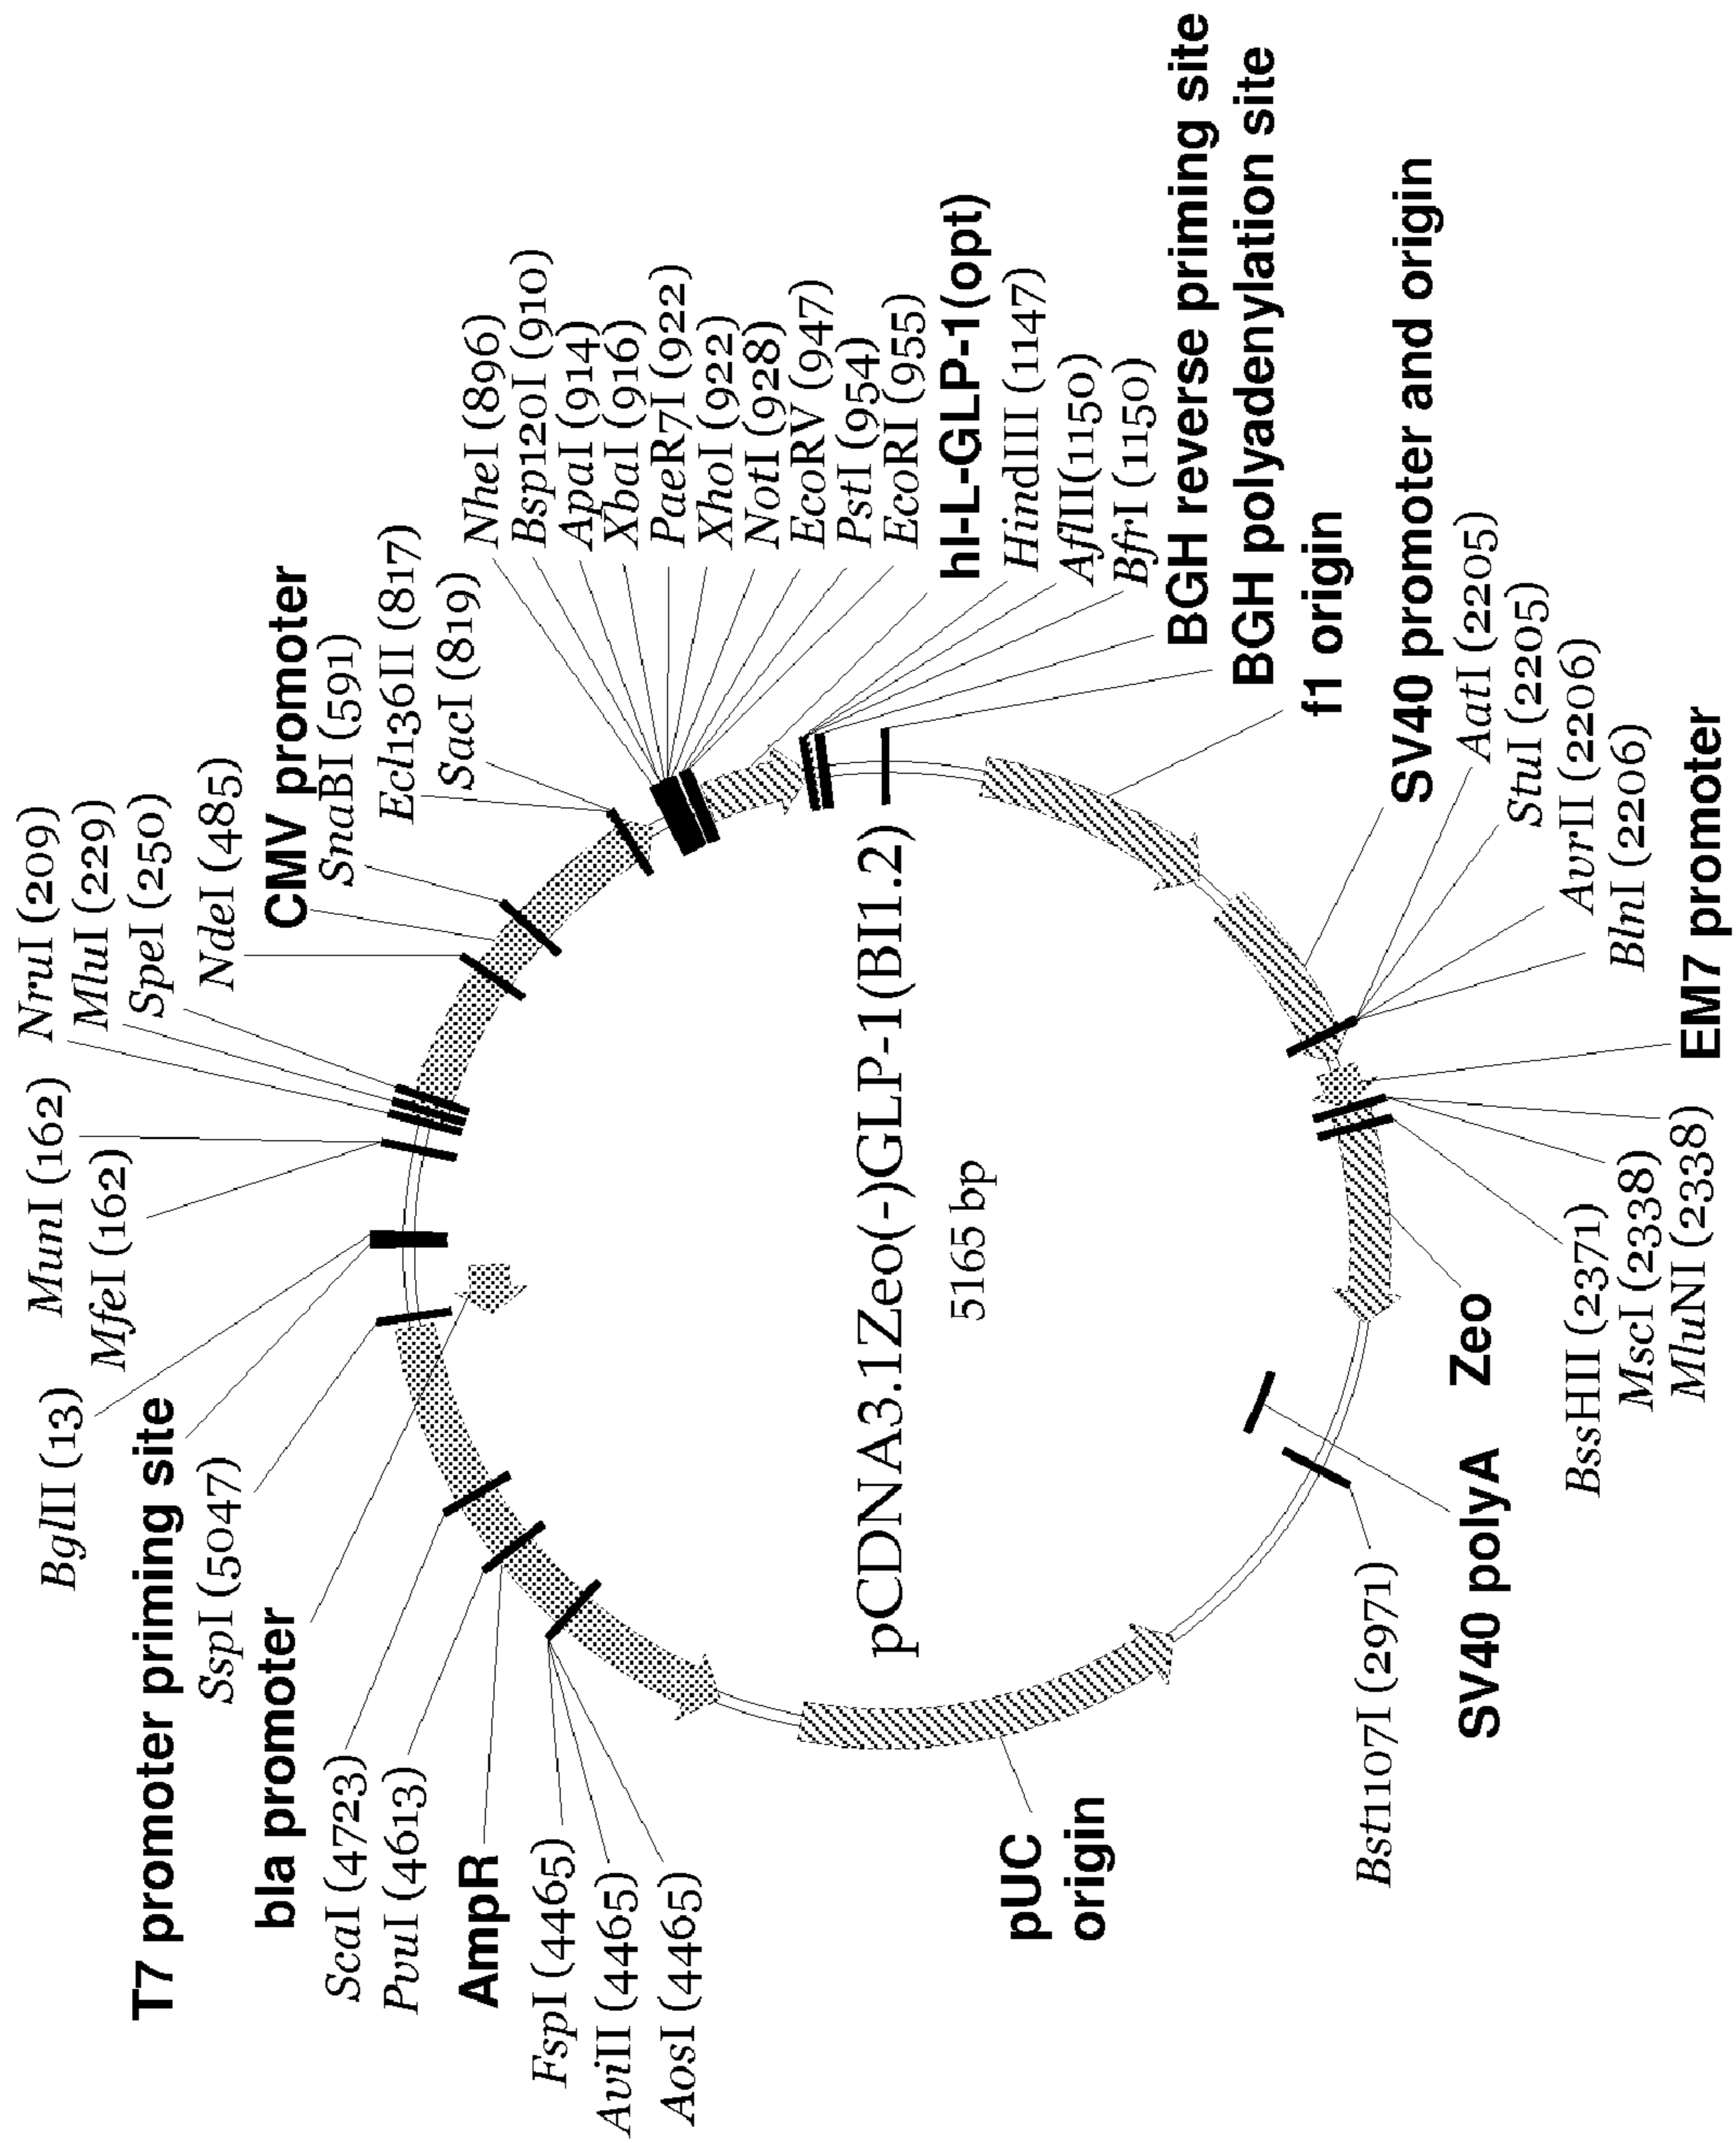 NruI (209)
MluI (229)
SpeI (250)
NdeI (485)
CMV promoter
SnaBI (591)
Ecl136II (817)
SacI (819)
NheI (896)
Bsp120I (910)
ApaI (914)
XbaI (916)
PaeR7I (922)
XhoI (922)
NotI (928)
EcoRV (947)
PstI (954)
EcoRI (955)
hI-L-GLP-1(opt)
HindIII (1147)
AflII(1150)
BfrI (1150)
BGH reverse priming site
BGH polyadenylation site
f1 origin
SV40 promoter and origin
AatI (2205)
StuI (2205)
AvrII (2206)
BlnI (2206)
EM7 promoter
MluNI (2338)
MscI (2338)
BssHII (2371)
Zeo
SV40 polyA
Bst1107I (2971)
pUC
origin
AosI (4465)
AviII (4465)
FspI (4465)
AmpR
PvuI (4613)
ScaI (4723)
bla promoter
SspI (5047)
T7 promoter priming site
BglII (13)
MfeI (162)
MunI (162)
pCDNA3.1Zeo(-)GLP-1(BI1.2)
5165 bp